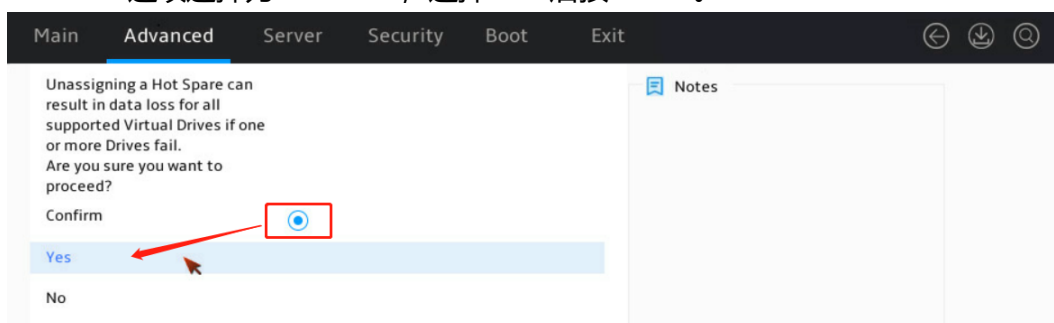 Main Advanced Server Security Boot Exit
Unassigning a Hot Spare can
result in data loss for all
supported Virtual Drives if one
or more Drives fail.
Are you sure you want to
proceed?
Confirm
Yes
No
Notes